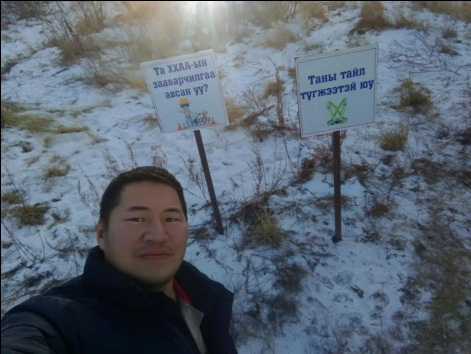 Та ХХАА-ын
зааварчилгаа
авсан уу?
Таны тайл
түгжээтэй юу